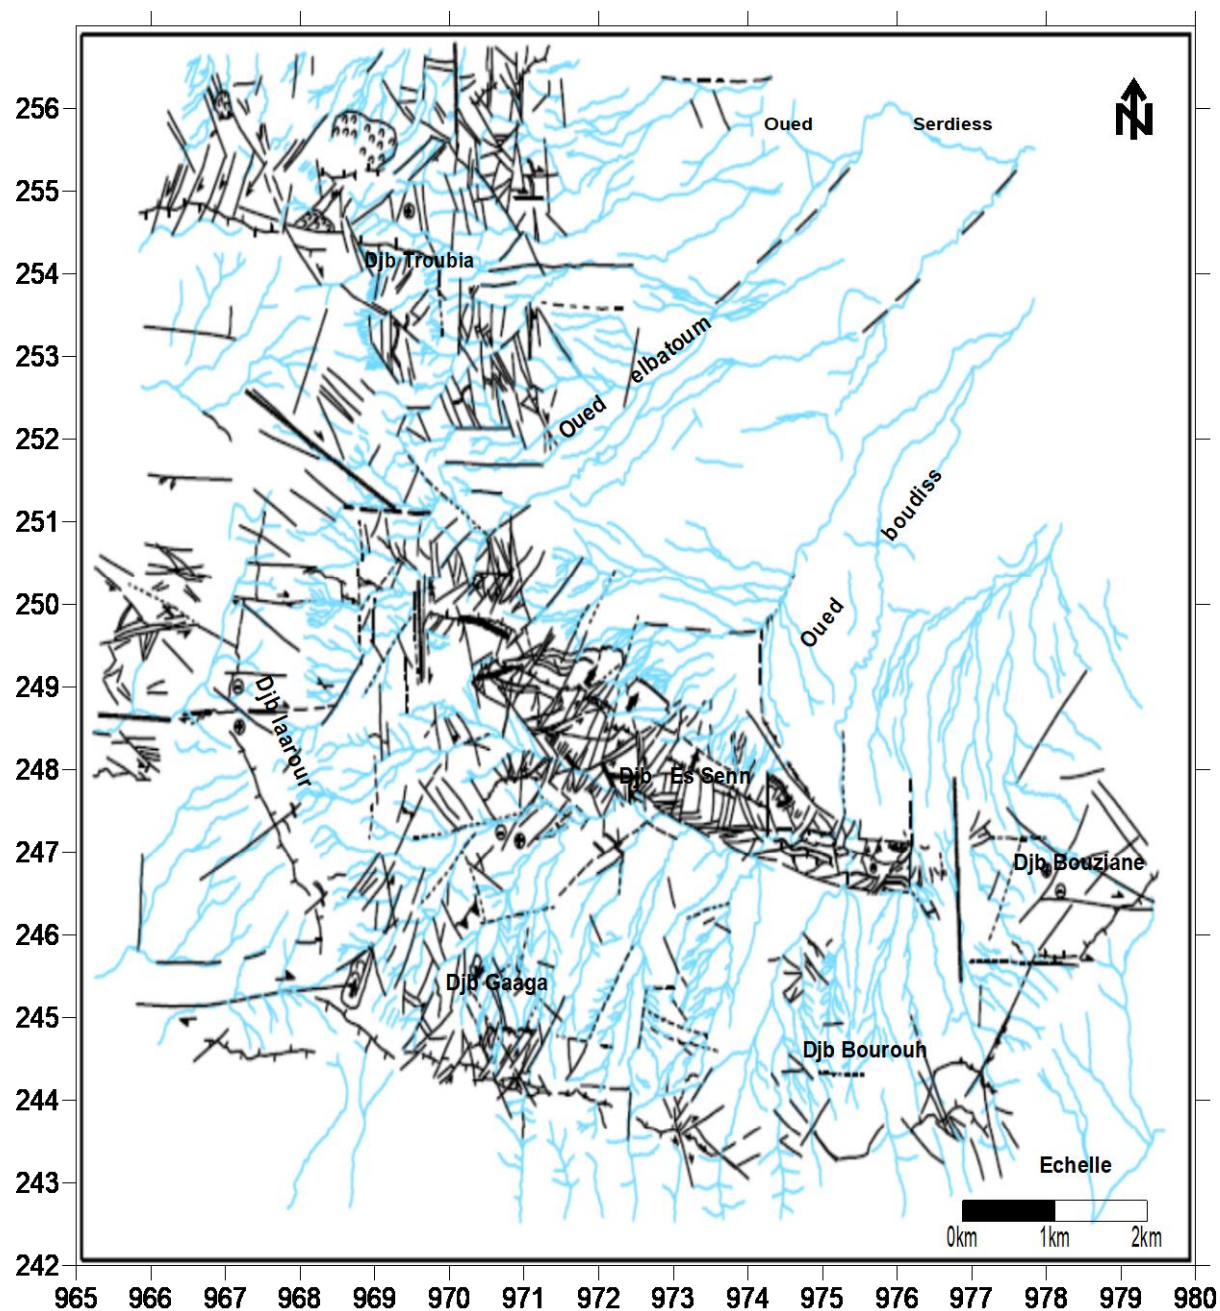 256
255
254
253
252
251
250
249
248
247
246
245
244
243
242
N
Oued Serdiess
Djb Troubia
Oued elbatoum
Oued boudiss
Djb laarour
Djb Es Sehn
Djb Bouziane
Djb Gaaga
Djb Bourouh
Echelle
0km 1km 2km
965 966 967 968 969 970 971 972 973 974 975 976 977 978 979 980